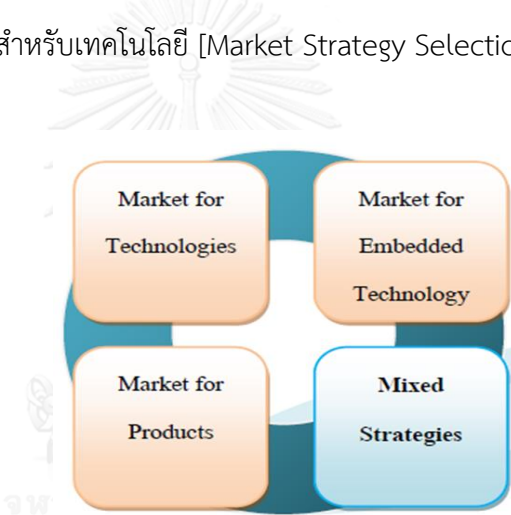 สำหรับเทคโนโลยี [Market Strategy Selectio
Market for
Technologies
Market for
Embedded
Technology
Market for
Products
Mixed
Strategies